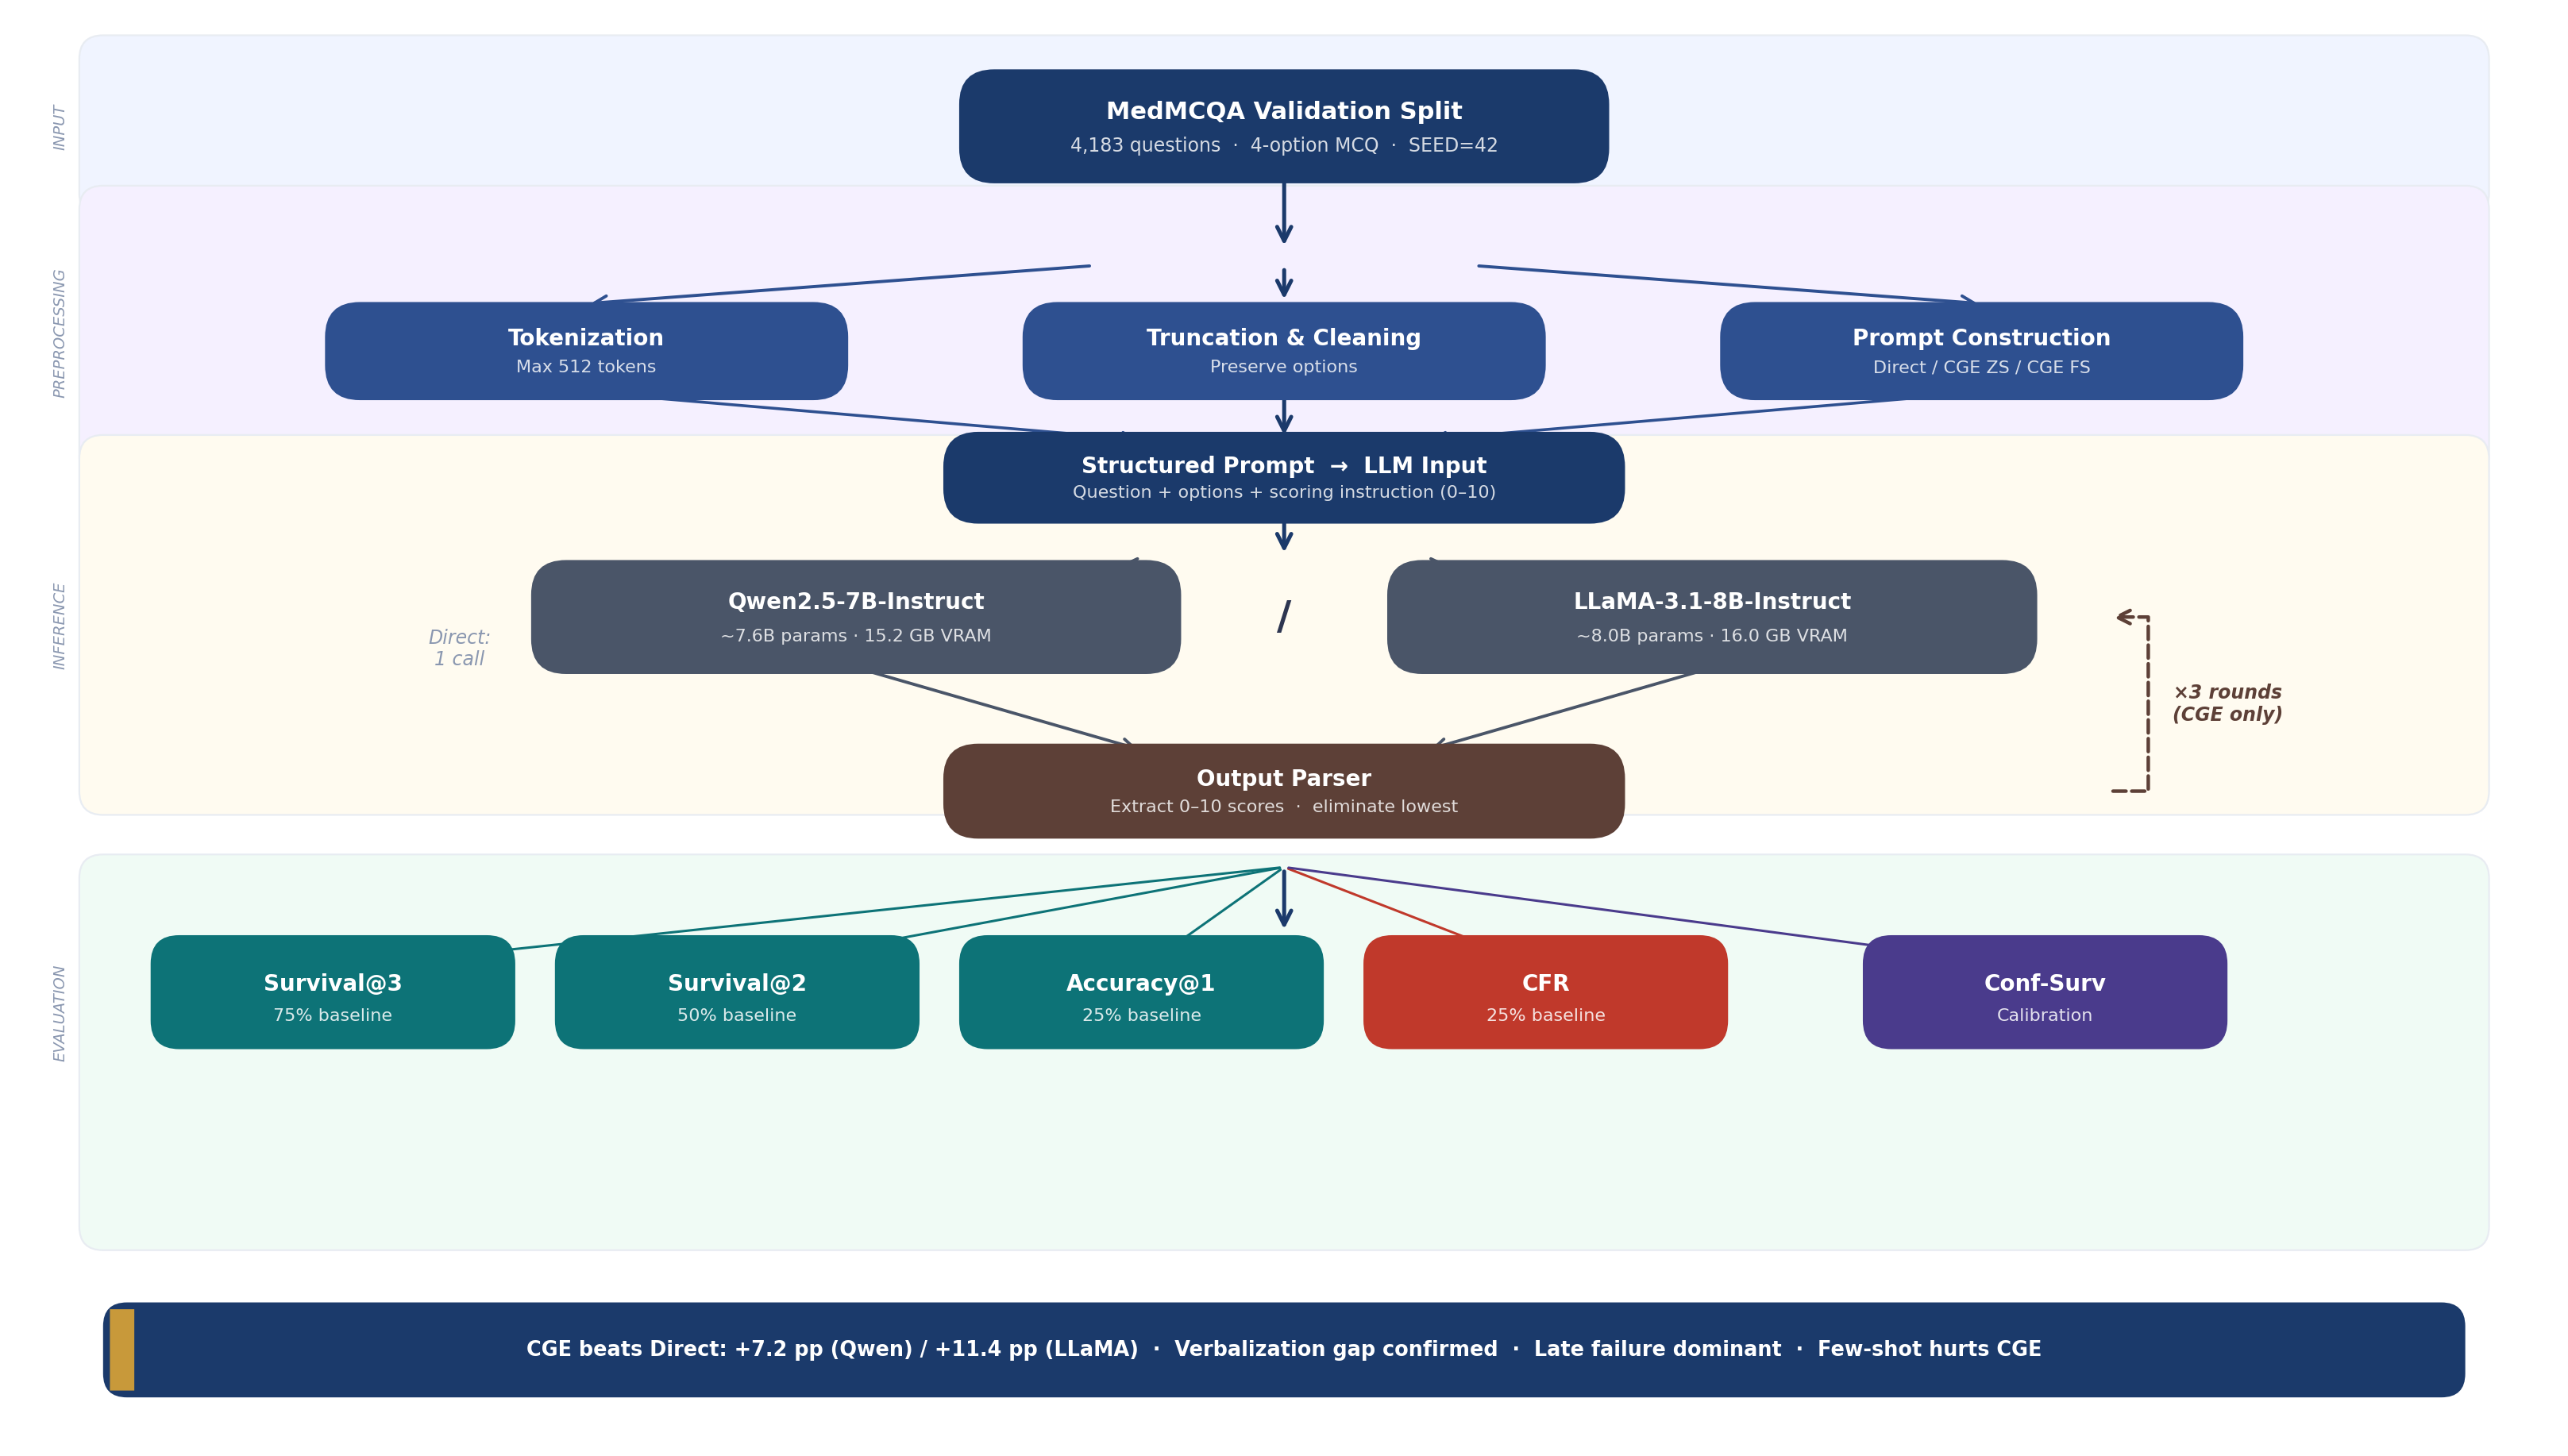 INPUT
MedMCQA Validation Split
4,183 questions · 4-option MCQ · SEED=42
PREPROCESSING
Tokenization
Max 512 tokens
Truncation & Cleaning
Preserve options
Prompt Construction
Direct / CGE ZS / CGE FS
INFERENCE
Structured Prompt → LLM Input
Question + options + scoring instruction (0–10)
Direct:
1 call
Qwen2.5-7B-Instruct
~7.6B params · 15.2 GB VRAM
/
LLaMA-3.1-8B-Instruct
~8.0B params · 16.0 GB VRAM
×3 rounds
(CGE only)
Output Parser
Extract 0–10 scores · eliminate lowest
EVALUATION
Survival@3
75% baseline
Survival@2
50% baseline
Accuracy@1
25% baseline
CFR
25% baseline
Conf-Surv
Calibration
CGE beats Direct: +7.2 pp (Qwen) / +11.4 pp (LLaMA) · Verbalization gap confirmed · Late failure dominant · Few-shot hurts CGE